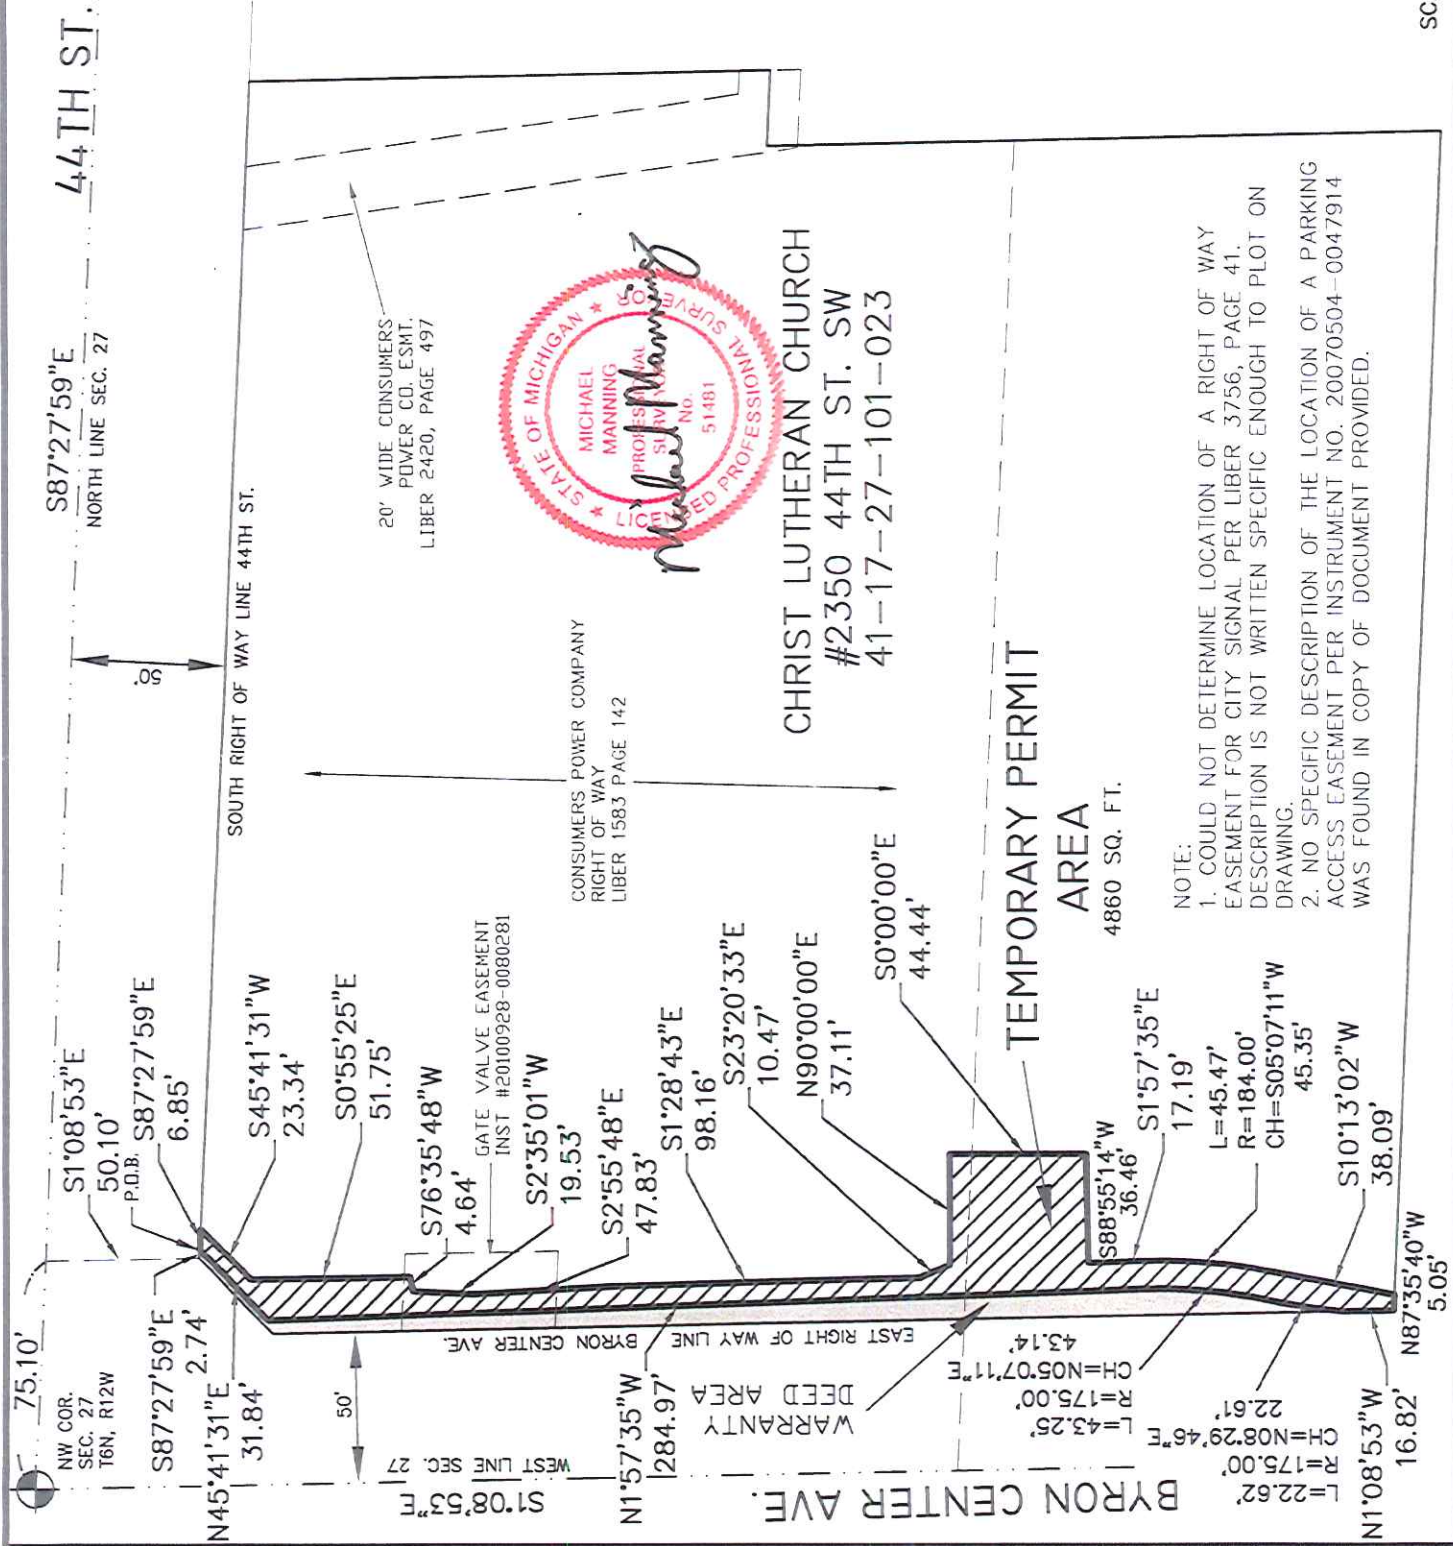 44TH ST.
S87°27'59"E
NORTH LINE SEC. 27
75.10'
NW COR.
SEC. 27
T6N, R12W
S1°08'53"E
50.10'
P.O.B.
S87°27'59"E
6.85'
50'
SOUTH RIGHT OF WAY LINE 44TH ST.
20' WIDE CONSUMERS
POWER CO. ESMT.
LIBER 2420, PAGE 497
S87°27'59"E
2.74'
N45°41'31"E
31.84'
S45°41'31"W
23.34'
S0°55'25"E
51.75'
50'
S76°35'48"W
4.64'
GATE VALVE EASEMENT
INST #20100928-0080281
S2°35'01"W
19.53'
S2°55'48"E
47.83'
S1°28'43"E
98.16'
S23°20'33"E
10.47'
N90°00'00"E
37.11'
S0°00'00"E
44.44'
CONSUMERS POWER COMPANY
RIGHT OF WAY
LIBER 1583 PAGE 142
STATE OF MICHIGAN
MICHAEL
MANNING
PROFESSIONAL
SURVEYOR
No.
51481
LICENSED PROFESSIONAL SURVEYOR
Michael Manning
CHRIST LUTHERAN CHURCH
#2350 44TH ST. SW
41-17-27-101-023
TEMPORARY PERMIT
AREA
4860 SQ. FT.
S1°08'53"E
WEST LINE SEC. 27
EAST RIGHT OF WAY LINE BYRON CENTER AVE.
N1°57'35"W
284.97'
WARRANTY
DEED AREA
BYRON CENTER AVE.
S88°55'14"W
36.46'
S1°57'35"E
17.19'
L=45.47'
R=184.00'
CH=S05°07'11"W
45.35'
S10°13'02"W
38.09'
L=43.25'
R=175.00'
CH=N05°07'11"E
43.14'
L=22.62'
R=175.00'
CH=N08°29'46"E
22.61'
N1°08'53"W
16.82'
N87°35'40"W
5.05'
NOTE:
1. COULD NOT DETERMINE LOCATION OF A RIGHT OF WAY
EASEMENT FOR CITY SIGNAL PER LIBER 3756, PAGE 41.
DESCRIPTION IS NOT WRITTEN SPECIFIC ENOUGH TO PLOT ON
DRAWING.
2. NO SPECIFIC DESCRIPTION OF THE LOCATION OF A PARKING
ACCESS EASEMENT PER INSTRUMENT NO. 20070504-0047914
WAS FOUND IN COPY OF DOCUMENT PROVIDED.
SC